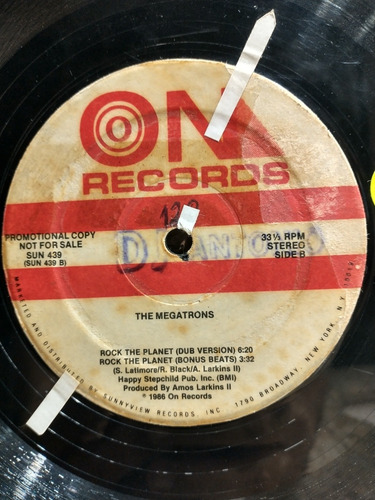 ON
RECORDS
PROMOTIONAL COPY
NOT FOR SALE
SUN 439
(SUN 439 B)
33⅓ RPM
STEREO
SIDE B
THE MEGATRONS
ROCK THE PLANET (DUB VERSION) 6:20
ROCK THE PLANET (BONUS BEATS) 3:32
(S. Latimore/R. Black/A. Larkins II)
Happy Stepchild Pub. Inc. (BMI)
Produced By Amos Larkins II
℗ 1986 On Records
MARKETED AND DISTRIBUTED BY SUNNYVIEW RECORDS INC. 1790 BROADWAY, NEW YORK, N.Y.